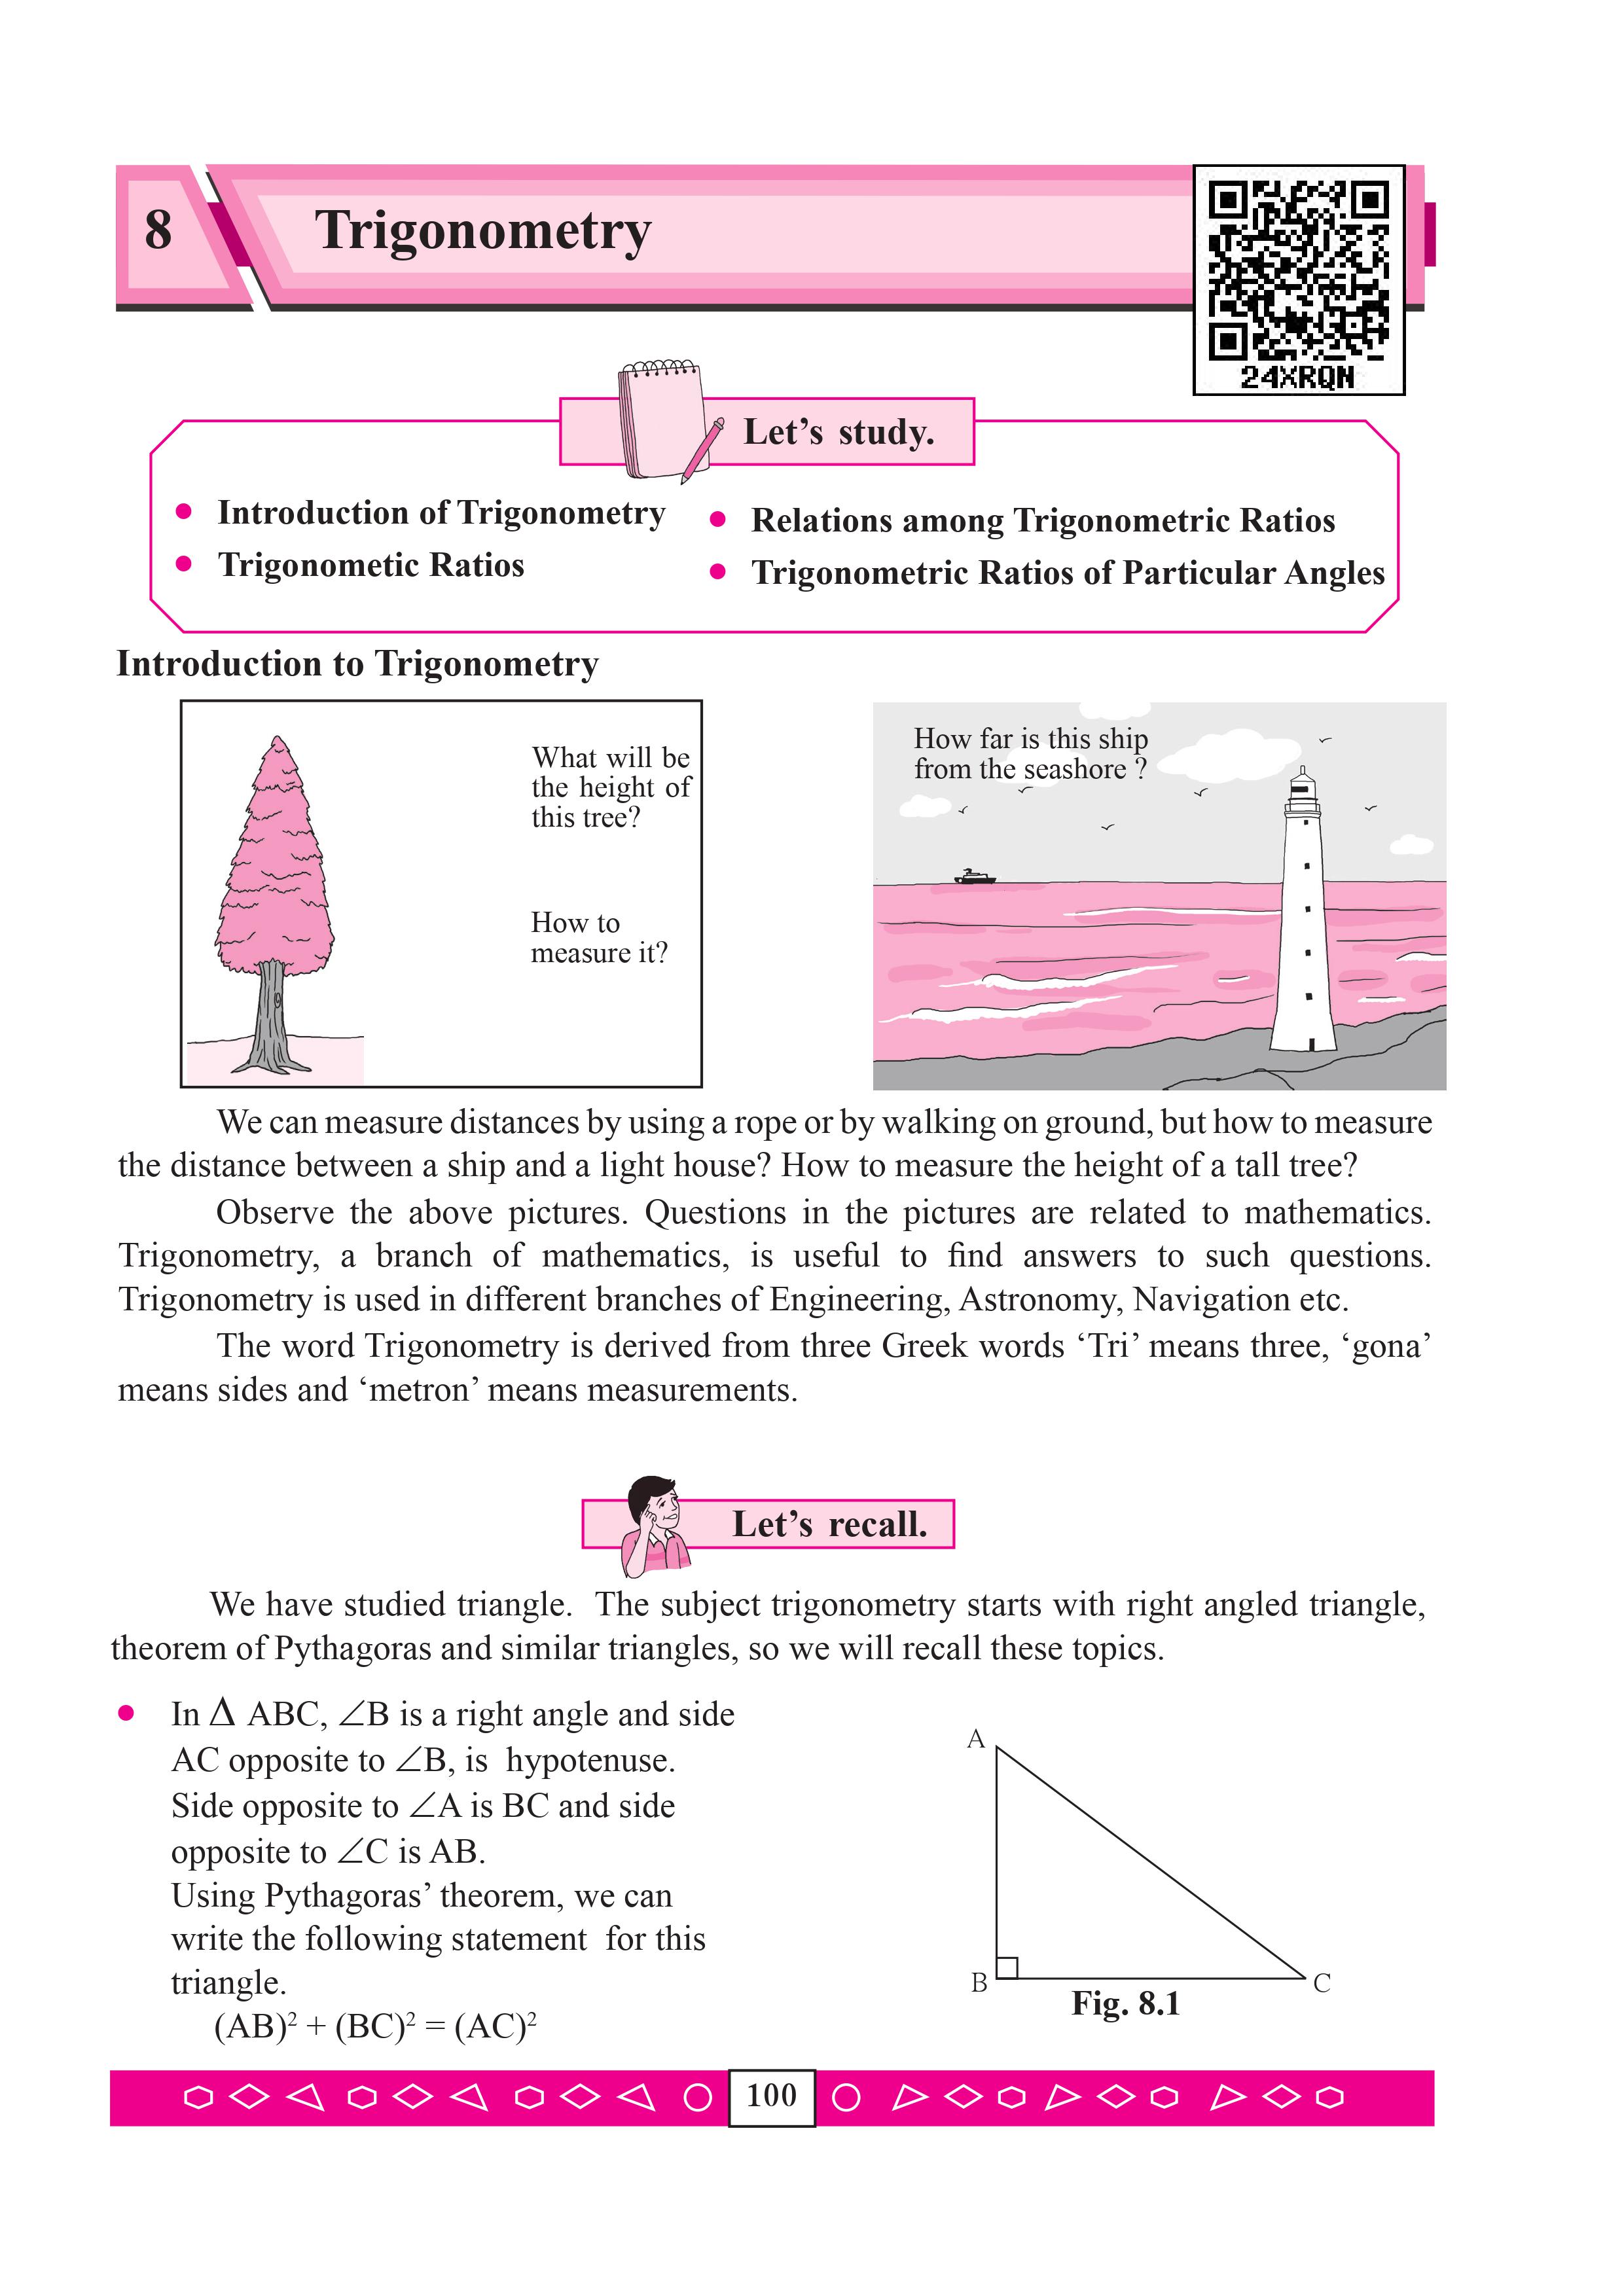 8
Trigonometry
24XRQN
Let’s study.
• Introduction of Trigonometry
• Trigonometic Ratios
• Relations among Trigonometric Ratios
• Trigonometric Ratios of Particular Angles
Introduction to Trigonometry
What will be
the height of
this tree?
How to
measure it?
How far is this ship
from the seashore ?
We can measure distances by using a rope or by walking on ground, but how to measure
the distance between a ship and a light house? How to measure the height of a tall tree?
Observe the above pictures. Questions in the pictures are related to mathematics.
Trigonometry, a branch of mathematics, is useful to find answers to such questions.
Trigonometry is used in different branches of Engineering, Astronomy, Navigation etc.
The word Trigonometry is derived from three Greek words ‘Tri’ means three, ‘gona’
means sides and ‘metron’ means measurements.
Let’s recall.
We have studied triangle. The subject trigonometry starts with right angled triangle,
theorem of Pythagoras and similar triangles, so we will recall these topics.
• In Δ ABC, ∠B is a right angle and side
AC opposite to ∠B, is hypotenuse.
Side opposite to ∠A is BC and side
opposite to ∠C is AB.
Using Pythagoras’ theorem, we can
write the following statement for this
triangle.
(AB)² + (BC)² = (AC)²
A
B
C
Fig. 8.1
100